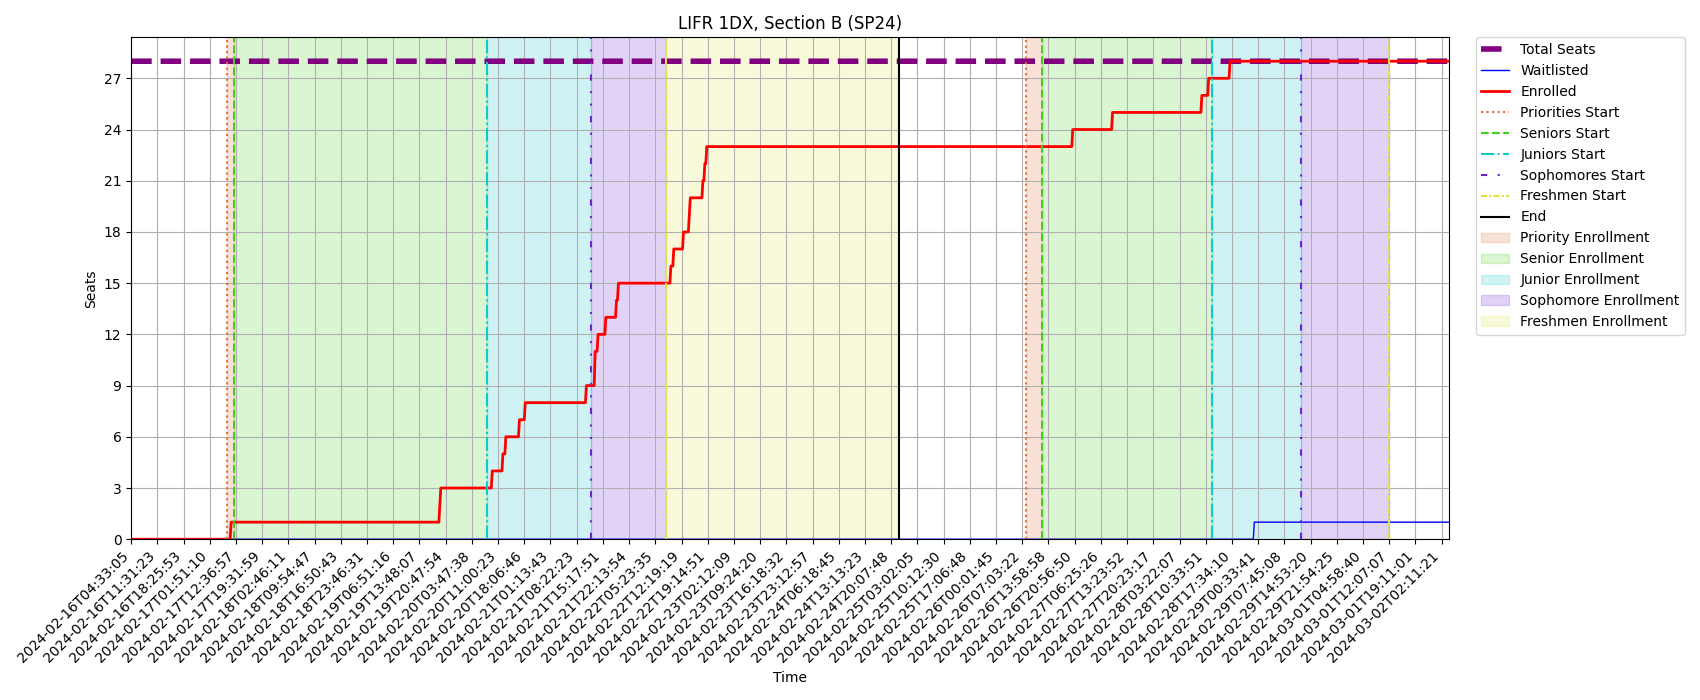 LIFR 1DX, Section B (SP24)
Total Seats
Waitlisted
Enrolled
Priorities Start
Seniors Start
Juniors Start
Sophomores Start
Freshmen Start
End
Priority Enrollment
Senior Enrollment
Junior Enrollment
Sophomore Enrollment
Freshmen Enrollment
Seats
27
24
21
18
15
12
9
6
3
0
2024-02-16T04:33:05
2024-02-16T11:31:23
2024-02-16T18:25:53
2024-02-17T01:51:10
2024-02-17T12:36:57
2024-02-17T19:31:59
2024-02-18T02:46:11
2024-02-18T09:54:47
2024-02-18T16:50:43
2024-02-18T23:46:31
2024-02-19T06:51:16
2024-02-19T13:48:07
2024-02-19T20:47:54
2024-02-20T03:47:38
2024-02-20T11:00:23
2024-02-20T18:06:46
2024-02-21T01:13:43
2024-02-21T08:22:23
2024-02-21T15:17:51
2024-02-21T22:13:54
2024-02-22T05:23:35
2024-02-22T12:19:19
2024-02-22T19:14:51
2024-02-23T02:12:09
2024-02-23T09:24:20
2024-02-23T16:18:32
2024-02-23T23:12:57
2024-02-24T06:18:45
2024-02-24T13:13:23
2024-02-24T20:07:48
2024-02-25T03:02:05
2024-02-25T10:12:30
2024-02-25T17:06:48
2024-02-26T00:01:45
2024-02-26T07:03:22
2024-02-26T13:58:58
2024-02-26T20:56:50
2024-02-27T06:25:26
2024-02-27T13:23:52
2024-02-27T20:23:17
2024-02-28T03:22:07
2024-02-28T10:33:51
2024-02-28T17:34:10
2024-02-29T00:33:41
2024-02-29T07:45:08
2024-02-29T14:53:20
2024-02-29T21:54:25
2024-03-01T04:58:40
2024-03-01T12:07:07
2024-03-01T19:11:01
2024-03-02T02:11:21
Time